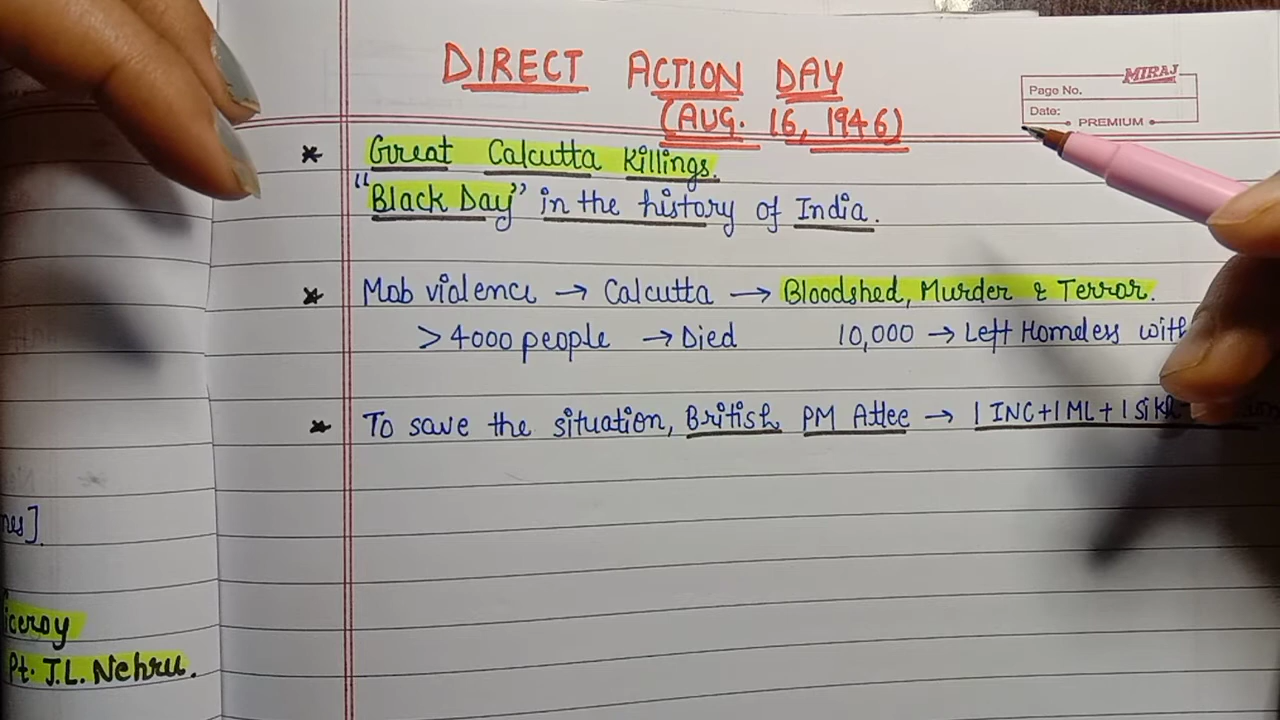 DIRECT ACTION DAY
(AUG. 16, 1946)
MIRAJ
Page No.
Date:
PREMIUM
* Great Calcutta Killings.
"Black Day" in the history of India.
* Mob violence → Calcutta → Bloodshed, Murder & Terror.
>4000 people → Died 10,000 → Left Homeless with
* To save the situation, British PM Attlee → 1 INC+1 ML+1 Sikh
nes].
iceroy
Pt. J.L. Nehru.